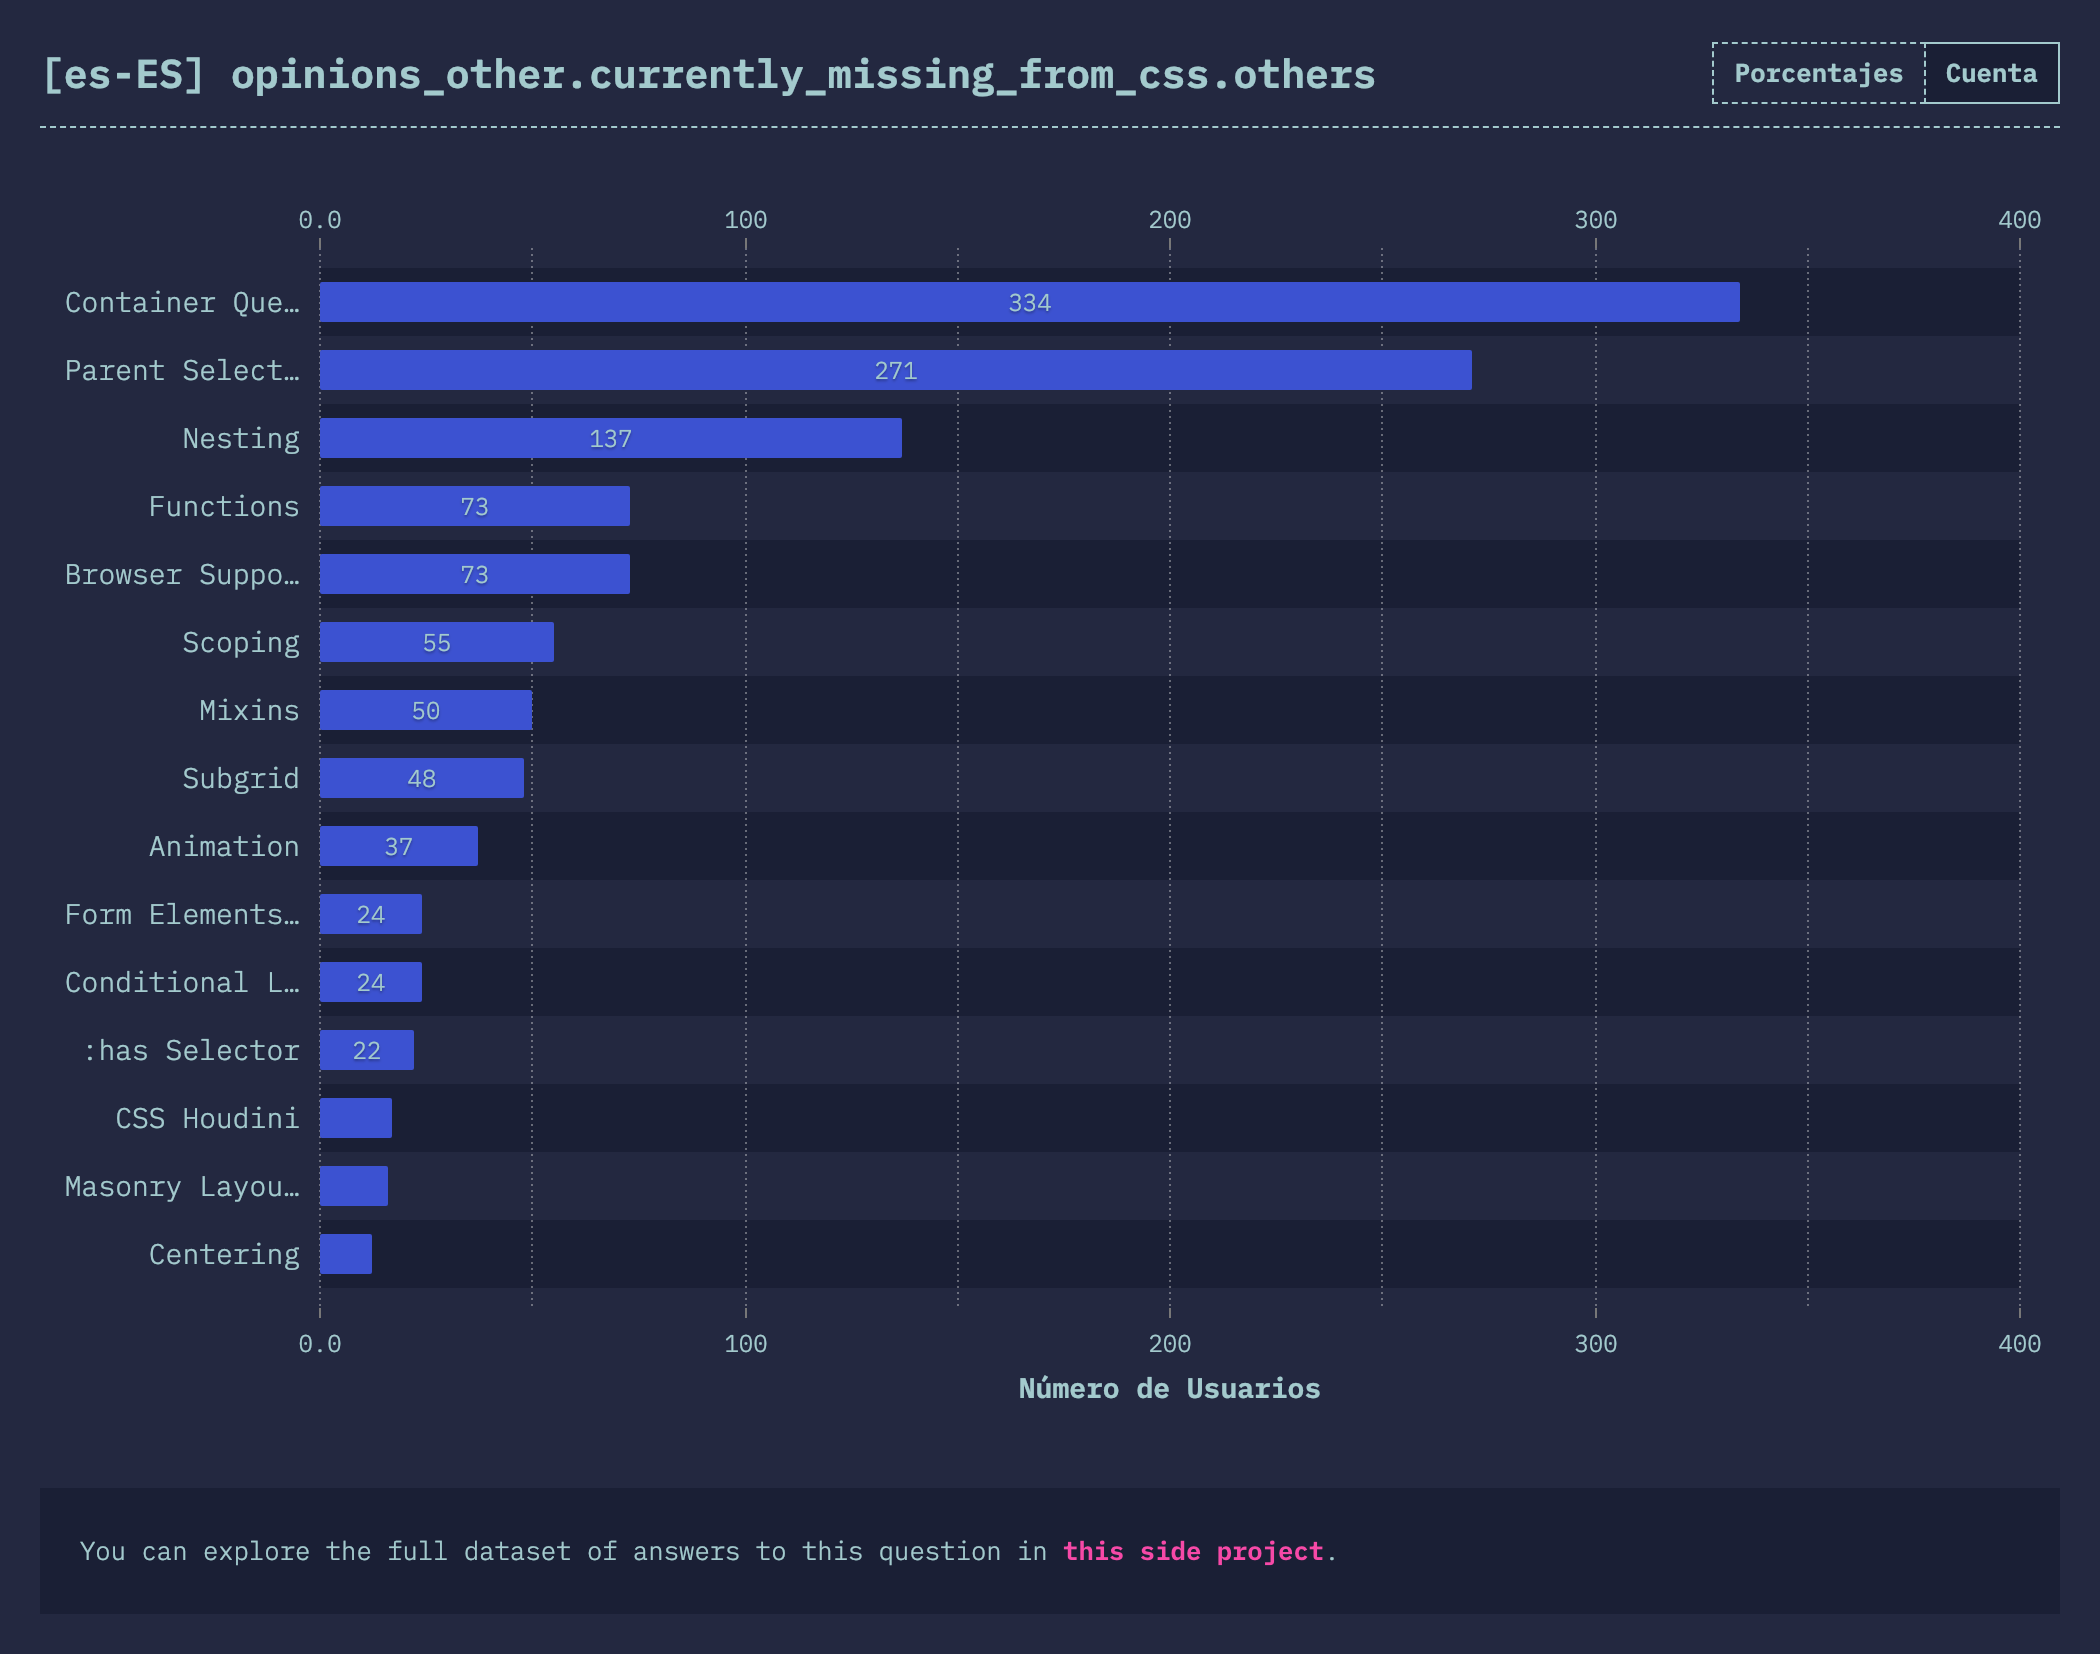 [es-ES] opinions_other.currently_missing_from_css.others
Porcentajes Cuenta
0.0 100 200 300 400
Container Que… 334
Parent Select… 271
Nesting 137
Functions 73
Browser Suppo… 73
Scoping 55
Mixins 50
Subgrid 48
Animation 37
Form Elements… 24
Conditional L… 24
:has Selector 22
CSS Houdini
Masonry Layou…
Centering
0.0 100 200 300 400
Número de Usuarios
You can explore the full dataset of answers to this question in this side project.